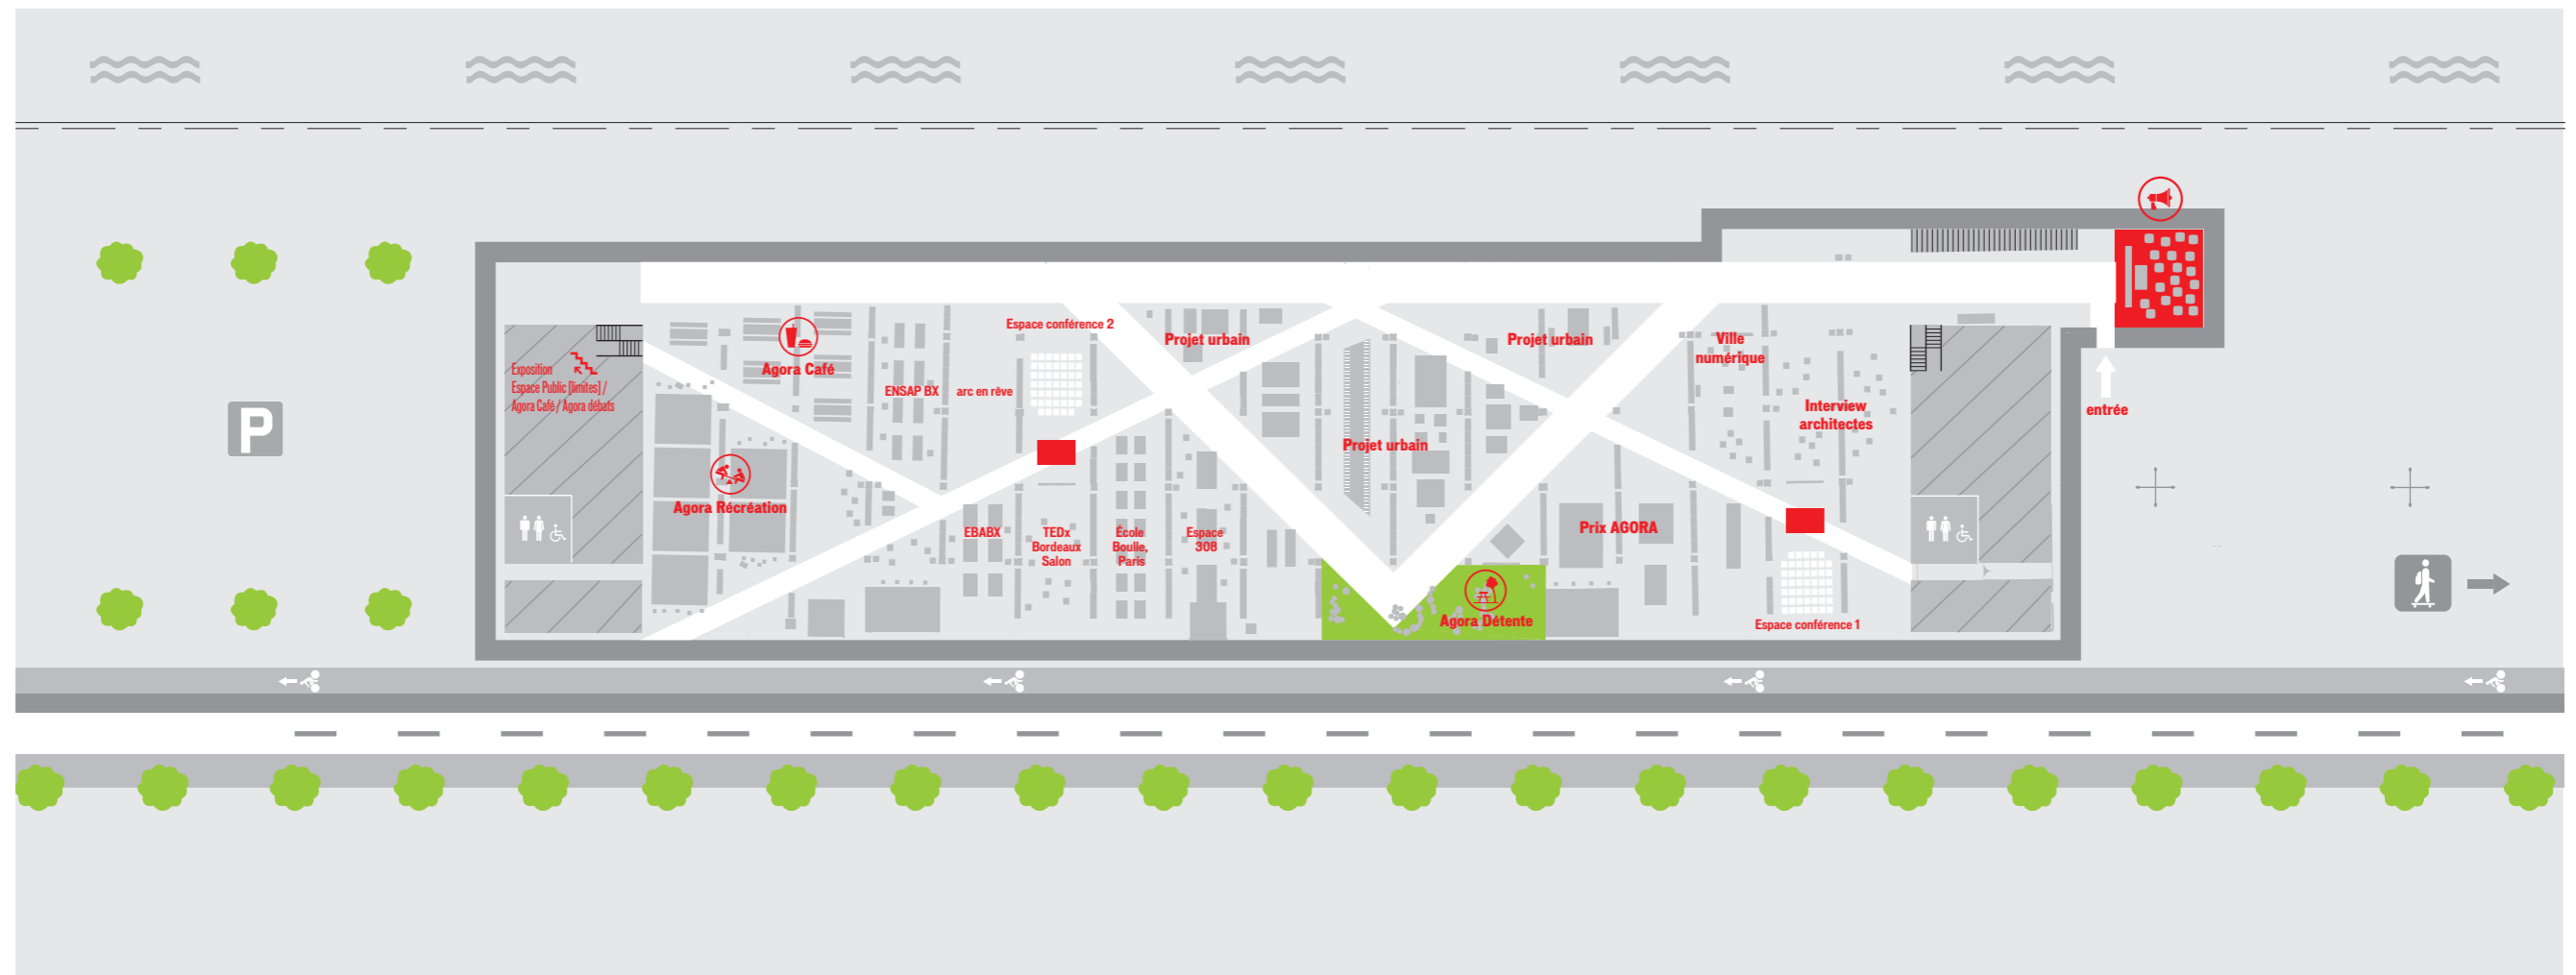 Espace conférence 2
Projet urbain
Projet urbain
Ville
numérique
Exposition
Espace Public [limites] /
Agora Café / Agora débats
Agora Café
ENSAP BX
arc en rêve
Interview
architectes
entrée
P
Projet urbain
Agora Récréation
EBABX
TEDx
Bordeaux
Salon
École
Boulle,
Paris
Espace
308
Prix AGORA
Agora Détente
Espace conférence 1